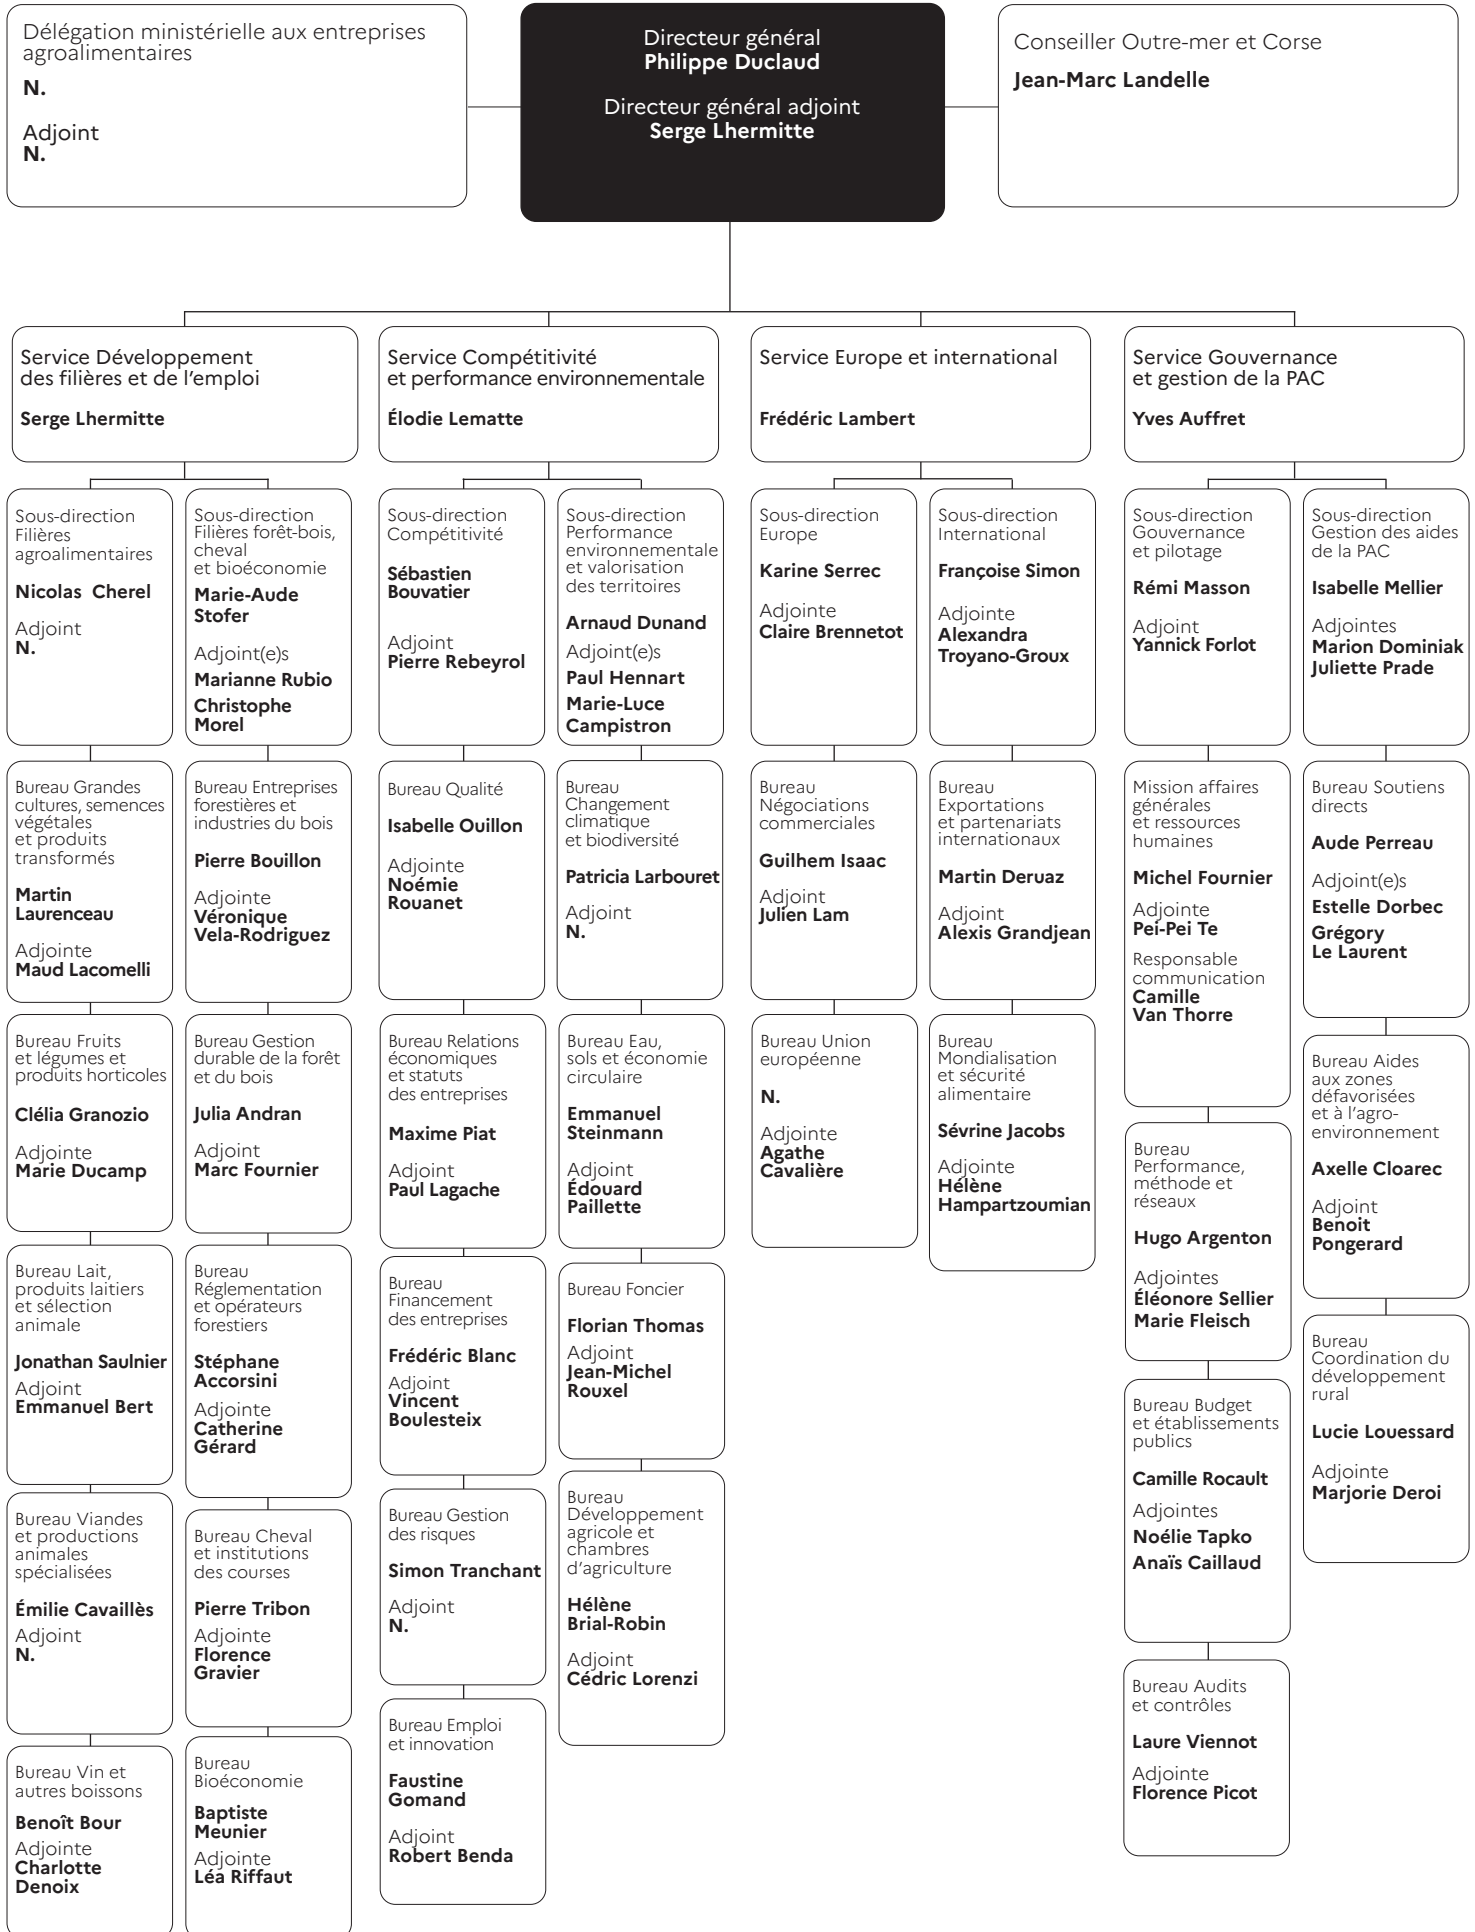 Délégation ministérielle aux entreprises
agroalimentaires
N.
Adjoint
N.
Directeur général
Philippe Duclaud
Directeur général adjoint
Serge Lhermitte
Conseiller Outre-mer et Corse
Jean-Marc Landelle
Service Développement
des filières et de l'emploi
Serge Lhermitte
Service Compétitivité
et performance environnementale
Élodie Lematte
Service Europe et international
Frédéric Lambert
Service Gouvernance
et gestion de la PAC
Yves Auffret
Sous-direction
Filières
agroalimentaires
Nicolas Cherel
Adjoint
N.
Sous-direction
Filières forêt-bois,
cheval
et bioéconomie
Marie-Aude
Stofer
Adjoint(e)s
Marianne Rubio
Christophe
Morel
Sous-direction
Compétitivité
Sébastien
Bouvatier
Adjoint
Pierre Rebeyrol
Sous-direction
Performance
environnementale
et valorisation
des territoires
Arnaud Dunand
Adjoint(e)s
Paul Hennart
Marie-Luce
Campistron
Sous-direction
Europe
Karine Serrec
Adjointe
Claire Brennetot
Sous-direction
International
Françoise Simon
Adjointe
Alexandra
Troyano-Groux
Sous-direction
Gouvernance
et pilotage
Rémi Masson
Adjoint
Yannick Forlot
Sous-direction
Gestion des aides
de la PAC
Isabelle Mellier
Adjointes
Marion Dominiak
Juliette Prade
Bureau Grandes
cultures, semences
végétales
et produits
transformés
Martin
Laurenceau
Adjointe
Maud Lacomelli
Bureau Entreprises
forestières et
industries du bois
Pierre Bouillon
Adjointe
Véronique
Vela-Rodriguez
Bureau Qualité
Isabelle Ouillon
Adjointe
Noémie
Rouanet
Bureau
Changement
climatique
et biodiversité
Patricia Larbouret
Adjoint
N.
Bureau
Négociations
commerciales
Guilhem Isaac
Adjoint
Julien Lam
Bureau
Exportations
et partenariats
internationaux
Martin Deruaz
Adjoint
Alexis Grandjean
Mission affaires
générales
et ressources
humaines
Michel Fournier
Adjointe
Pei-Pei Te
Responsable
communication
Camille
Van Thorre
Bureau Soutiens
directs
Aude Perreau
Adjoint(e)s
Estelle Dorbec
Grégory
Le Laurent
Bureau Fruits
et légumes et
produits horticoles
Clélia Granozio
Adjointe
Marie Ducamp
Bureau Gestion
durable de la forêt
et du bois
Julia Andran
Adjoint
Marc Fournier
Bureau Relations
économiques
et statuts
des entreprises
Maxime Piat
Adjoint
Paul Lagache
Bureau Eau,
sols et économie
circulaire
Emmanuel
Steinmann
Adjoint
Édouard
Paillette
Bureau Union
européenne
N.
Adjointe
Agathe
Cavalière
Bureau
Mondialisation
et sécurité
alimentaire
Sévrine Jacobs
Adjointe
Hélène
Hampartzoumian
Bureau
Performance,
méthode et
réseaux
Hugo Argenton
Adjointes
Éléonore Sellier
Marie Fleisch
Bureau Aides
aux zones
défavorisées
et à l'agro-
environnement
Axelle Cloarec
Adjoint
Benoit
Pongerard
Bureau Lait,
produits laitiers
et sélection
animale
Jonathan Saulnier
Adjoint
Emmanuel Bert
Bureau
Réglementation
et opérateurs
forestiers
Stéphane
Accorsini
Adjointe
Catherine
Gérard
Bureau
Financement
des entreprises
Frédéric Blanc
Adjoint
Vincent
Boulesteix
Bureau Foncier
Florian Thomas
Adjoint
Jean-Michel
Rouxel
Bureau Budget
et établissements
publics
Camille Rocault
Adjointes
Noélie Tapko
Anaïs Caillaud
Bureau
Coordination du
développement
rural
Lucie Louessard
Adjointe
Marjorie Deroi
Bureau Viandes
et productions
animales
spécialisées
Émilie Cavaillès
Adjoint
N.
Bureau Cheval
et institutions
des courses
Pierre Tribon
Adjointe
Florence
Gravier
Bureau Gestion
des risques
Simon Tranchant
Adjoint
N.
Bureau
Développement
agricole et
chambres
d'agriculture
Hélène
Brial-Robin
Adjoint
Cédric Lorenzi
Bureau Audits
et contrôles
Laure Viennot
Adjointe
Florence Picot
Bureau Vin et
autres boissons
Benoît Bour
Adjointe
Charlotte
Denoix
Bureau
Bioéconomie
Baptiste
Meunier
Adjointe
Léa Riffaut
Bureau Emploi
et innovation
Faustine
Gomand
Adjoint
Robert Benda